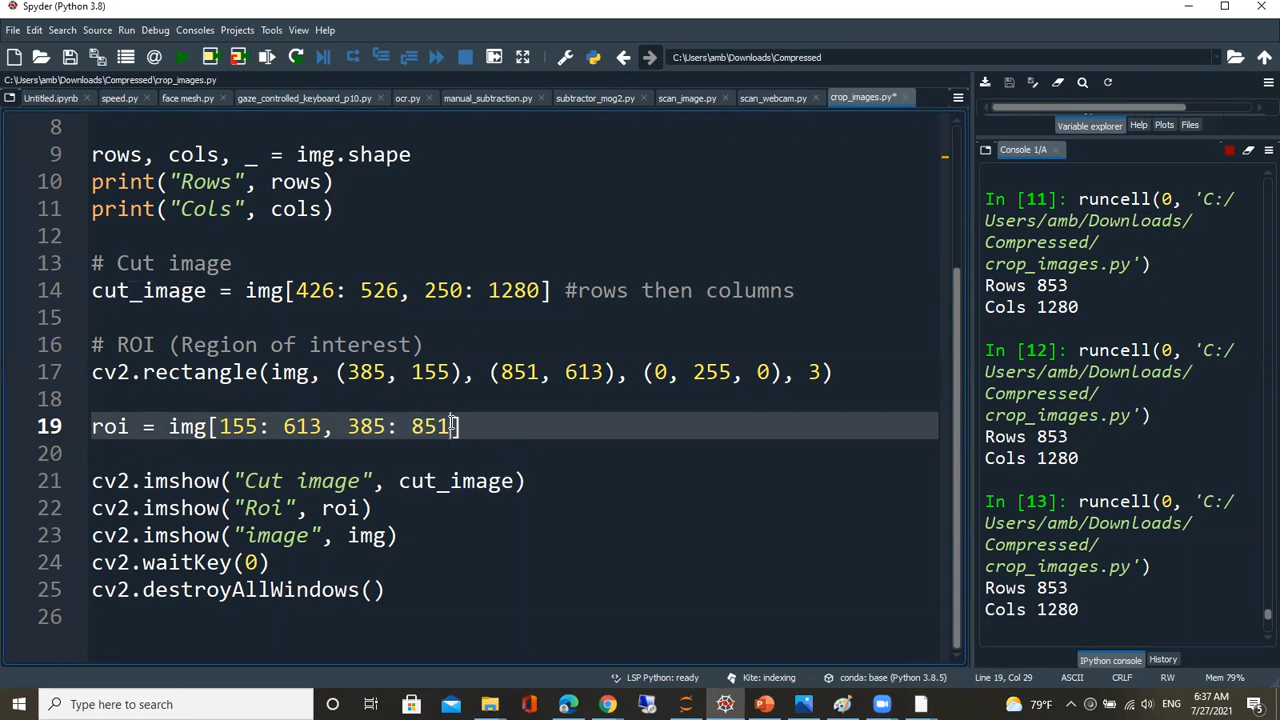 Spyder (Python 3.8)
File Edit Search Source Run Debug Consoles Projects Tools View Help
C:\Users\amb\Downloads\Compressed
C:\Users\amb\Downloads\Compressed\crop_images.py
Untitled.ipynb speed.py face mesh.py gaze_controlled_keyboard_p10.py ocr.py manual_subtraction.py subtractor_mog2.py scan_image.py scan_webcam.py crop_images.py*
8
9 rows, cols, _ = img.shape
10 print("Rows", rows)
11 print("Cols", cols)
12
13 # Cut image
14 cut_image = img[426: 526, 250: 1280] #rows then columns
15
16 # ROI (Region of interest)
17 cv2.rectangle(img, (385, 155), (851, 613), (0, 255, 0), 3)
18
19 roi = img[155: 613, 385: 851]
20
21 cv2.imshow("Cut image", cut_image)
22 cv2.imshow("Roi", roi)
23 cv2.imshow("image", img)
24 cv2.waitKey(0)
25 cv2.destroyAllWindows()
26
Variable explorer Help Plots Files
Console 1/A
In [11]: runcell(0, 'C:/
Users/amb/Downloads/
Compressed/
crop_images.py')
Rows 853
Cols 1280
In [12]: runcell(0, 'C:/
Users/amb/Downloads/
Compressed/
crop_images.py')
Rows 853
Cols 1280
In [13]: runcell(0, 'C:/
Users/amb/Downloads/
Compressed/
crop_images.py')
Rows 853
Cols 1280
IPython console History
LSP Python: ready Kite: indexing conda: base (Python 3.8.5) Line 19, Col 29 ASCII CRLF RW Mem 79%
Type here to search
79°F ENG 6:37 AM
7/27/2021
5